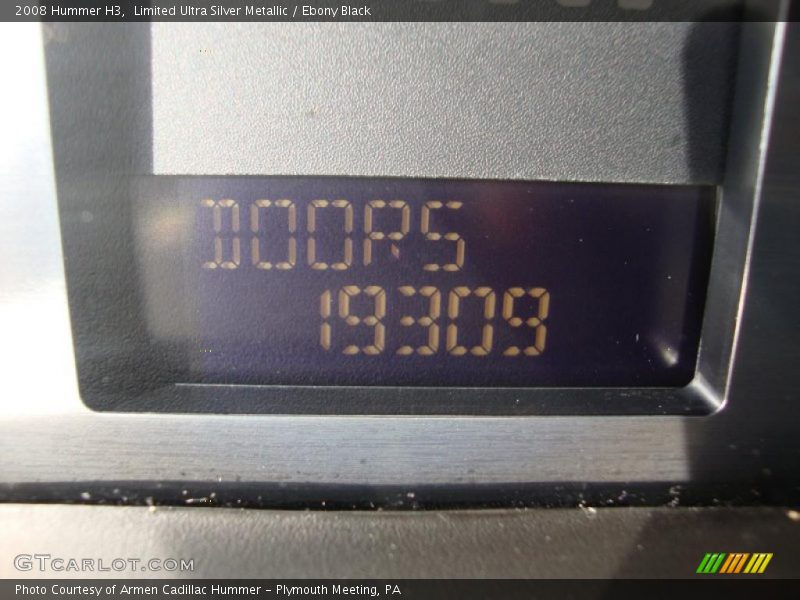 2008 Hummer H3,  Limited Ultra Silver Metallic / Ebony Black
DOORS
19309
GTCARLOT.COM
Photo Courtesy of Armen Cadillac Hummer - Plymouth Meeting, PA